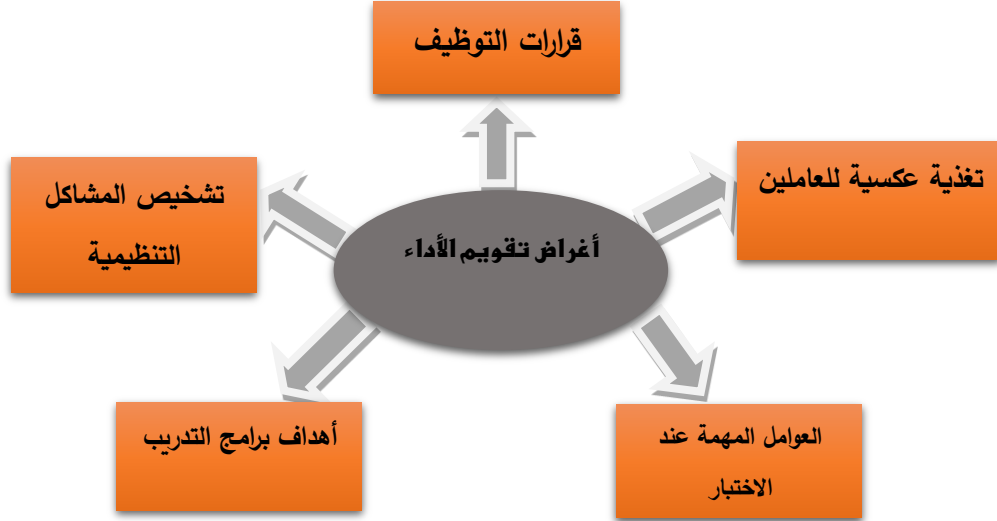 قرارات التوظيف
تغذية عكسية للعاملين
تشخيص المشاكل
التنظيمية
أغراض تقويم الأداء
أهداف برامج التدريب
العوامل المهمة عند
الاختبار